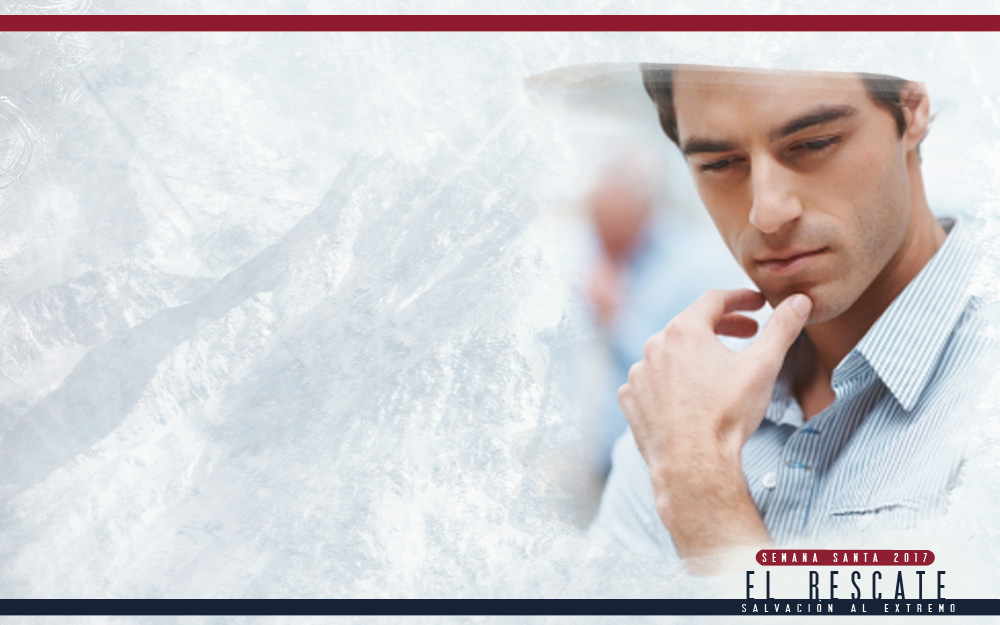 SEMANA SANTA 2017
EL RESCATE
SALVACIÓN AL EXTREMO